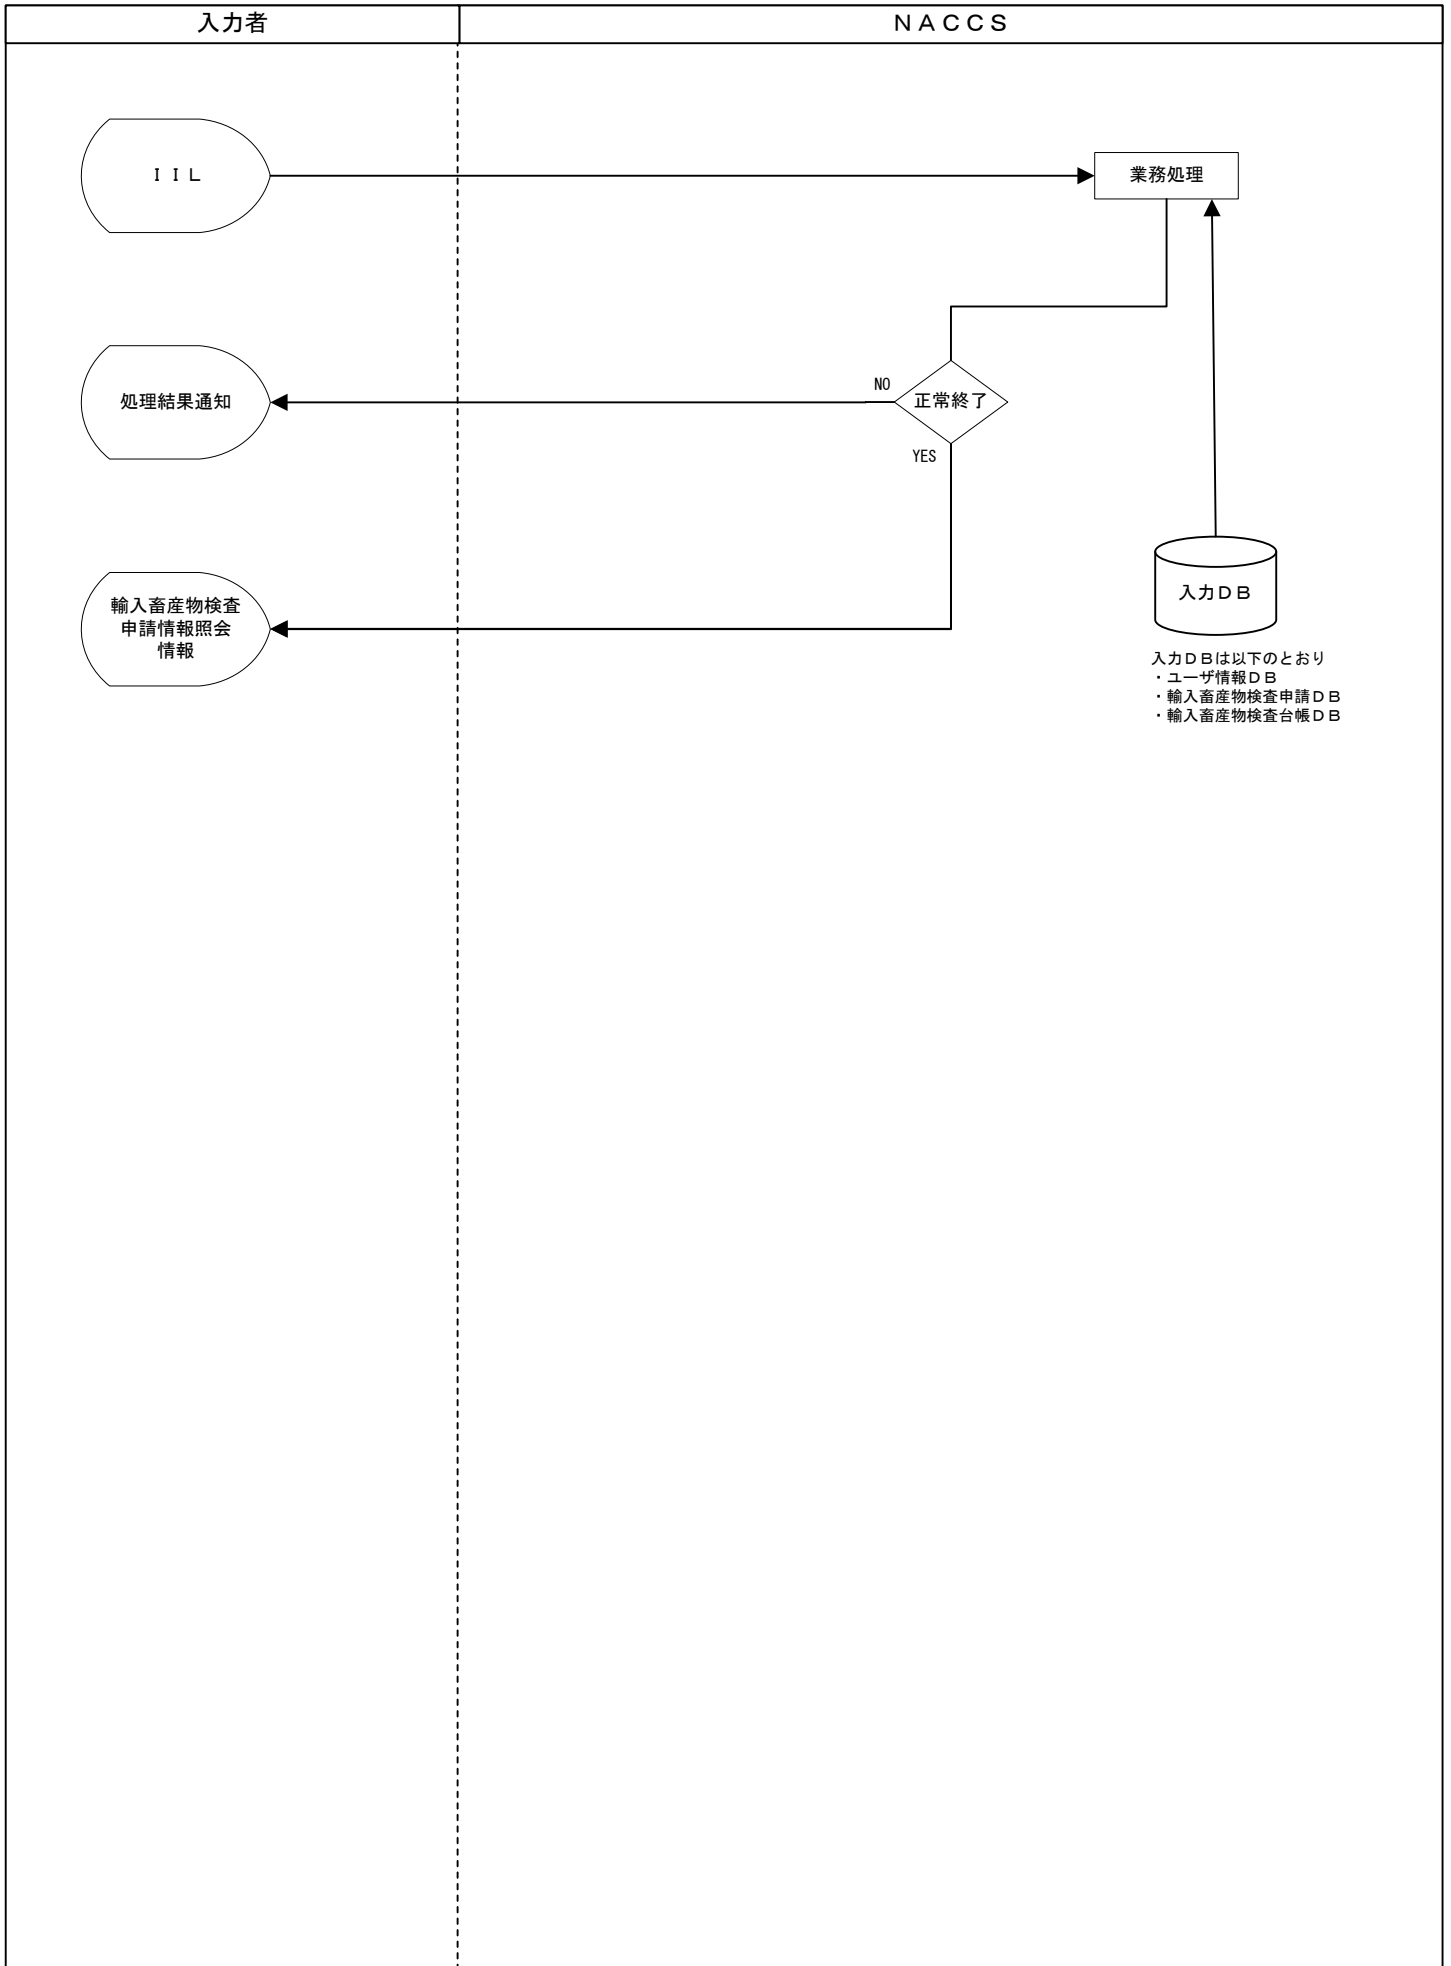 入力者
ＮＡＣＣＳ
ＩＩＬ
業務処理
処理結果通知
NO
正常終了
YES
輸入畜産物検査
申請情報照会
情報
入力ＤＢ
入力ＤＢは以下のとおり
・ユーザ情報ＤＢ
・輸入畜産物検査申請ＤＢ
・輸入畜産物検査台帳ＤＢ